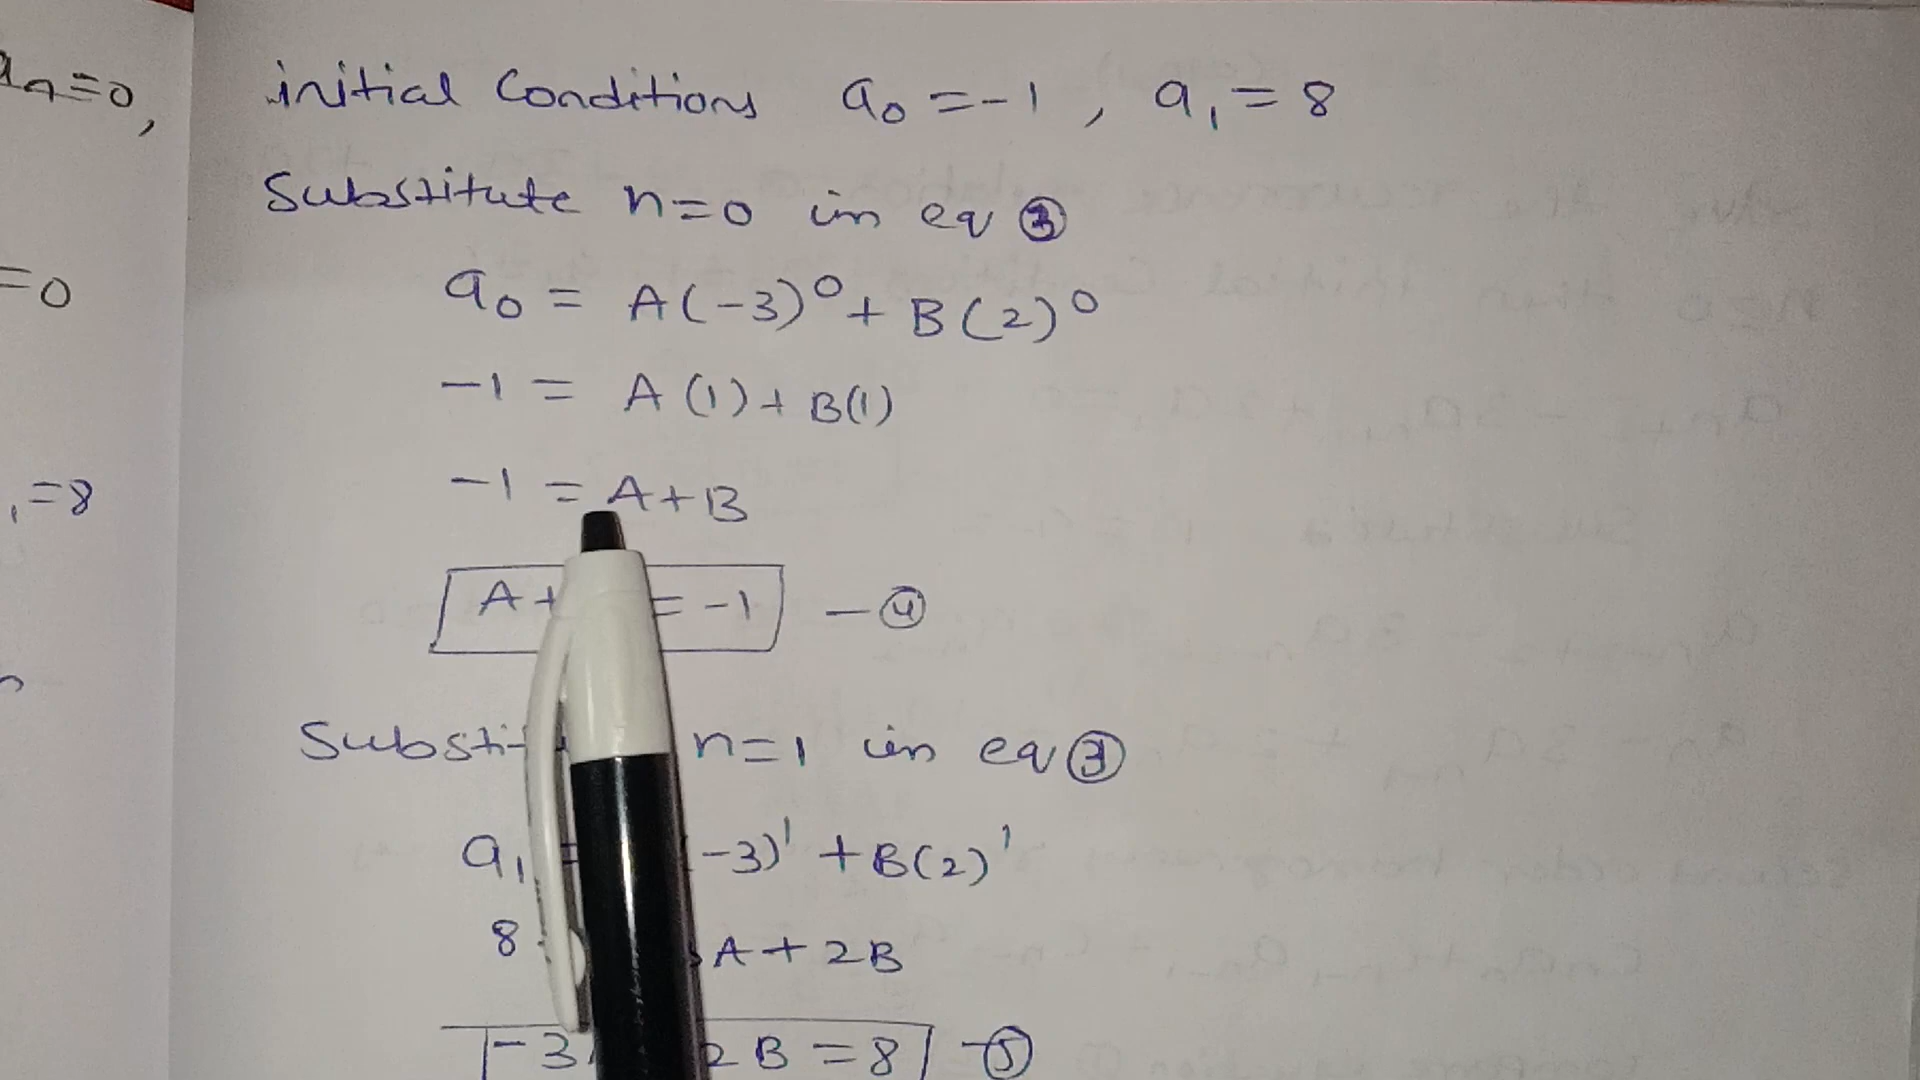 aₙ=0,
=0
₁=8
initial Conditions a₀ = -1, a₁ = 8
Substitute n=0 in eq ③
a₀ = A(-3)⁰ + B(2)⁰
-1 = A(1) + B(1)
-1 = A+B
A+ = -1 - ④
Substi n=1 in eq ③
a₁ = -3)¹ + B(2)¹
8 A + 2B
-3 2B = 8 - ⑤